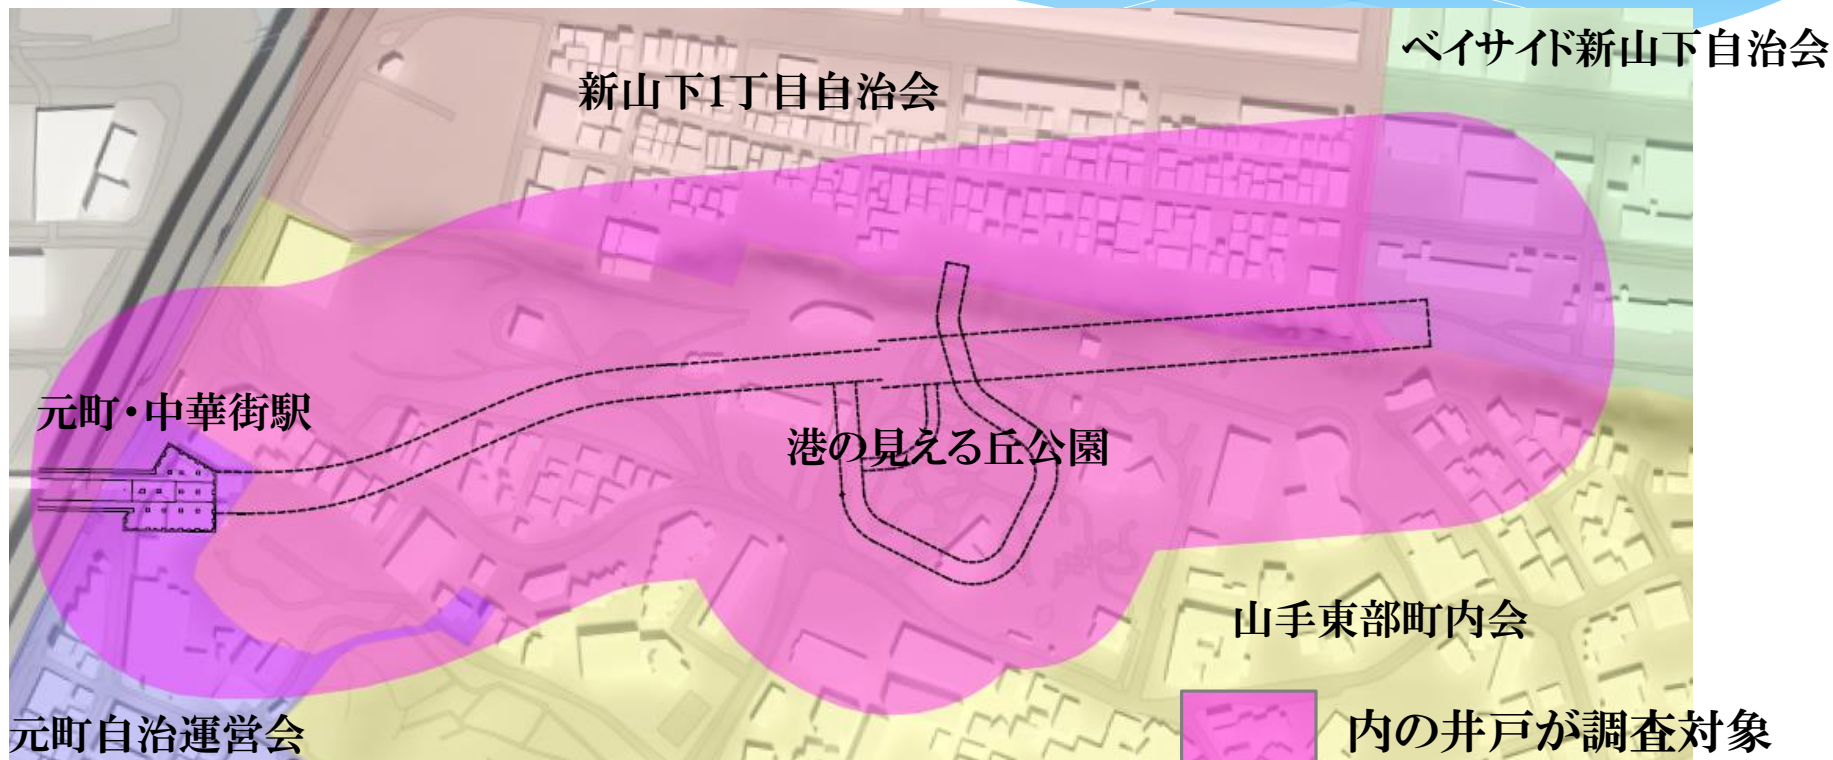 ベイサイド新山下自治会
新山下1丁目自治会
元町・中華街駅
港の見える丘公園
山手東部町内会
元町自治運営会
内の井戸が調査対象